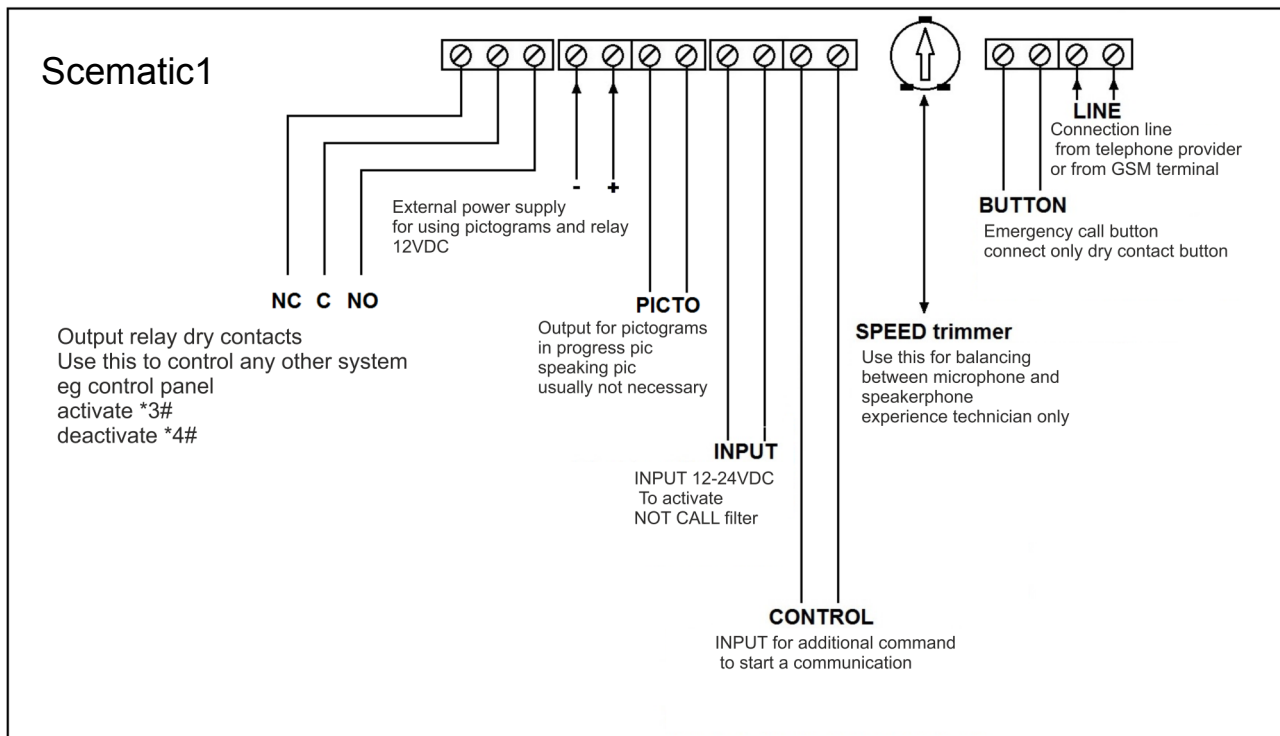 Scematic1
LINE
Connection line
from telephone provider
or from GSM terminal
- +
External power supply
for using pictograms and relay
12VDC
BUTTON
Emergency call button
connect only dry contact button
NC C NO
Output relay dry contacts
Use this to control any other system
eg control panel
activate *3#
deactivate *4#
PICTO
Output for pictograms
in progress pic
speaking pic
usually not necessary
SPEED trimmer
Use this for balancing
between microphone and
speakerphone
experience technician only
INPUT
INPUT 12-24VDC
To activate
NOT CALL filter
CONTROL
INPUT for additional command
to start a communication